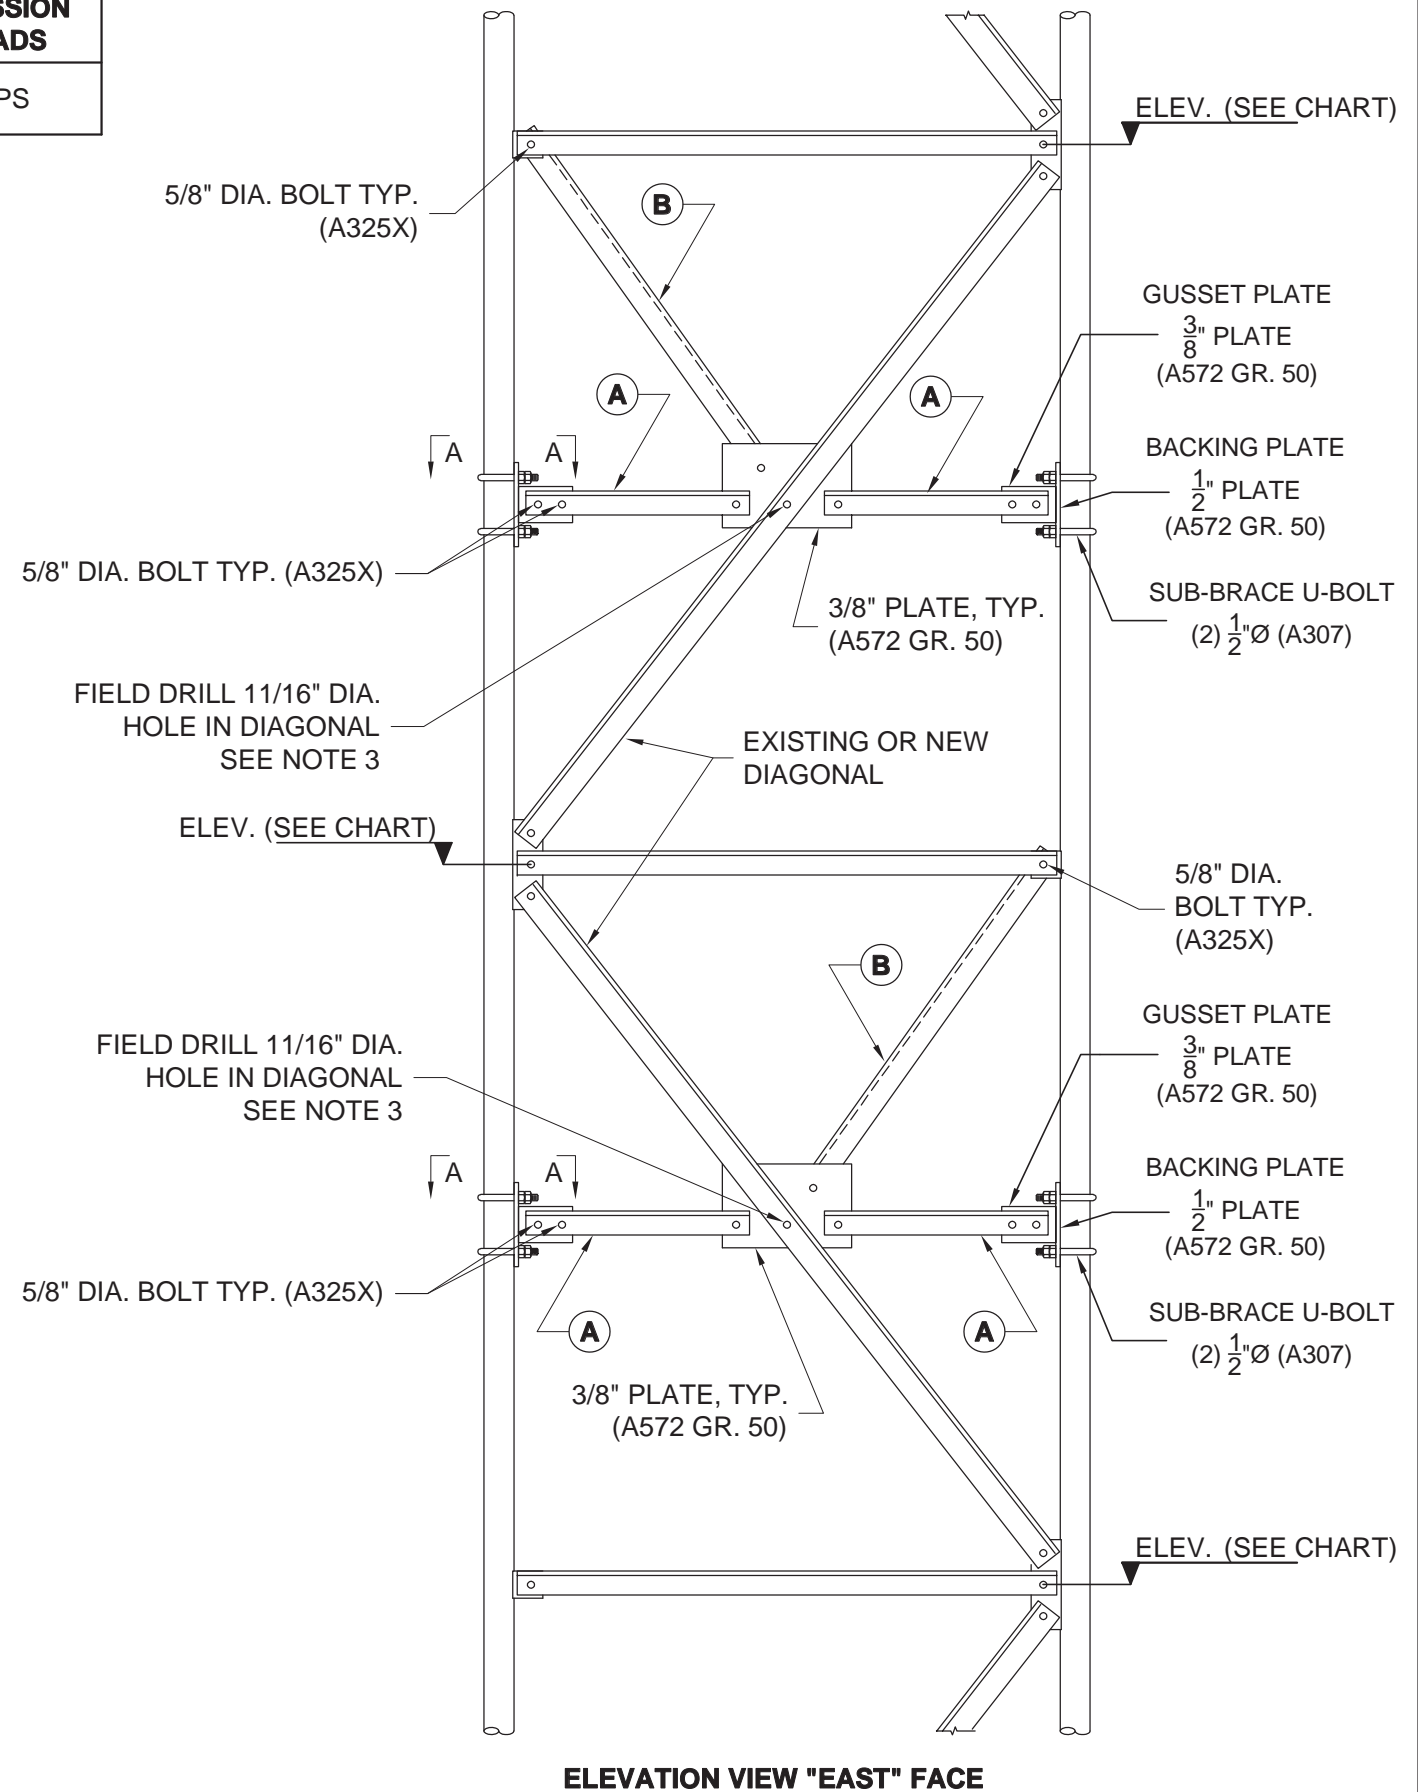 ELEV. (SEE CHART)
5/8" DIA. BOLT TYP.
(A325X)
B
GUSSET PLATE
3/8" PLATE
(A572 GR. 50)
A
A
A
A
BACKING PLATE
1/2" PLATE
(A572 GR. 50)
5/8" DIA. BOLT TYP. (A325X)
SUB-BRACE U-BOLT
(2) 1/2"Ø (A307)
3/8" PLATE, TYP.
(A572 GR. 50)
FIELD DRILL 11/16" DIA.
HOLE IN DIAGONAL
SEE NOTE 3
EXISTING OR NEW
DIAGONAL
ELEV. (SEE CHART)
5/8" DIA.
BOLT TYP.
(A325X)
B
GUSSET PLATE
3/8" PLATE
(A572 GR. 50)
FIELD DRILL 11/16" DIA.
HOLE IN DIAGONAL
SEE NOTE 3
A
A
BACKING PLATE
1/2" PLATE
(A572 GR. 50)
5/8" DIA. BOLT TYP. (A325X)
SUB-BRACE U-BOLT
(2) 1/2"Ø (A307)
A
A
3/8" PLATE, TYP.
(A572 GR. 50)
ELEV. (SEE CHART)
ELEVATION VIEW "EAST" FACE